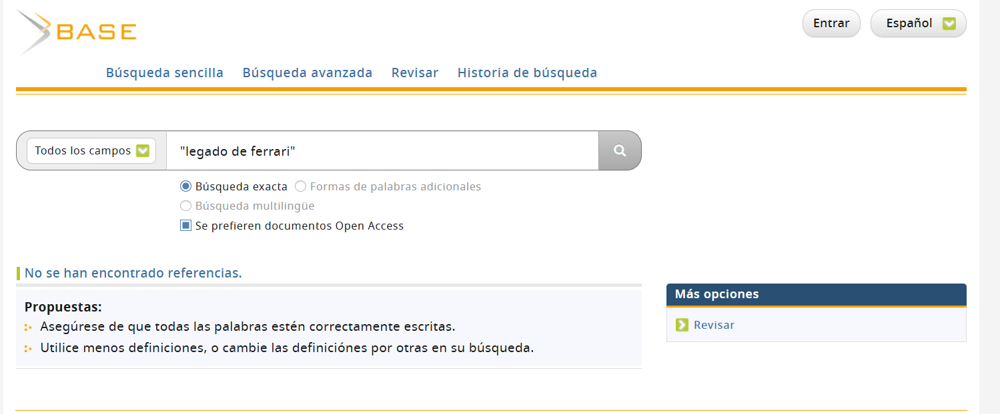 BASE
Entrar
Español
Búsqueda sencilla Búsqueda avanzada Revisar Historia de búsqueda
Todos los campos
"legado de ferrari"
Búsqueda exacta Formas de palabras adicionales
Búsqueda multilingüe
Se prefieren documentos Open Access
No se han encontrado referencias.
Propuestas:
Asegúrese de que todas las palabras estén correctamente escritas.
Utilice menos definiciones, o cambie las definiciónes por otras en su búsqueda.
Más opciones
Revisar